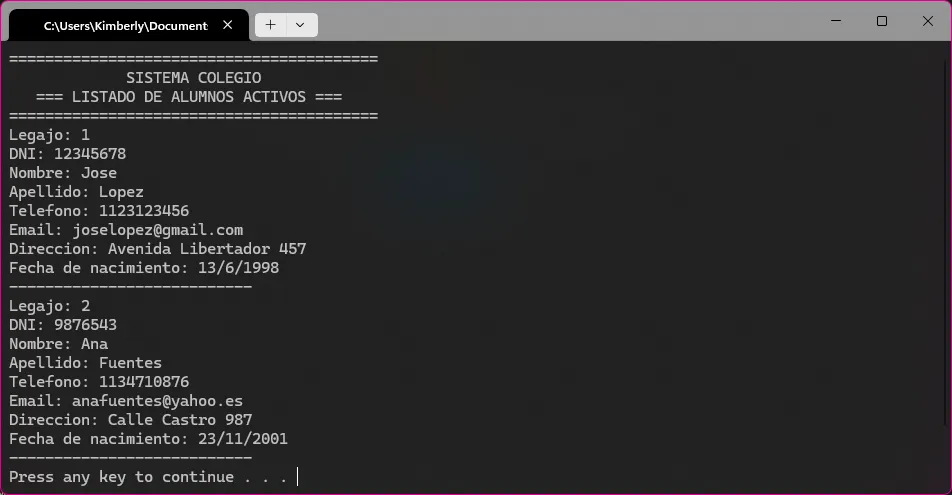 C:\Users\Kimberly\Document
=========================================
SISTEMA COLEGIO
=== LISTADO DE ALUMNOS ACTIVOS ===
=========================================
Legajo: 1
DNI: 12345678
Nombre: Jose
Apellido: Lopez
Telefono: 1123123456
Email: joselopez@gmail.com
Direccion: Avenida Libertador 457
Fecha de nacimiento: 13/6/1998
---------------------------
Legajo: 2
DNI: 9876543
Nombre: Ana
Apellido: Fuentes
Telefono: 1134710876
Email: anafuentes@yahoo.es
Direccion: Calle Castro 987
Fecha de nacimiento: 23/11/2001
---------------------------
Press any key to continue . . .